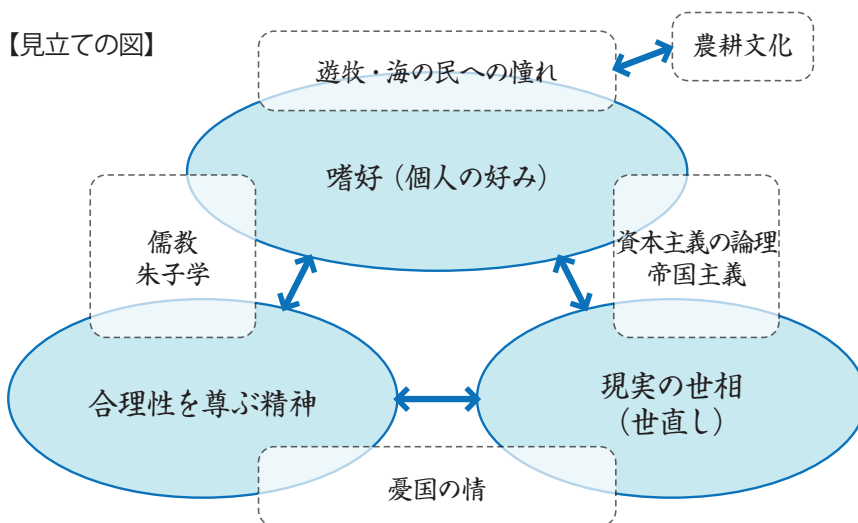 【見立ての図】
遊牧・海の民への憧れ
農耕文化
嗜好（個人の好み）
儒教
朱子学
資本主義の論理
帝国主義
合理性を尊ぶ精神
現実の世相
（世直し）
憂国の情